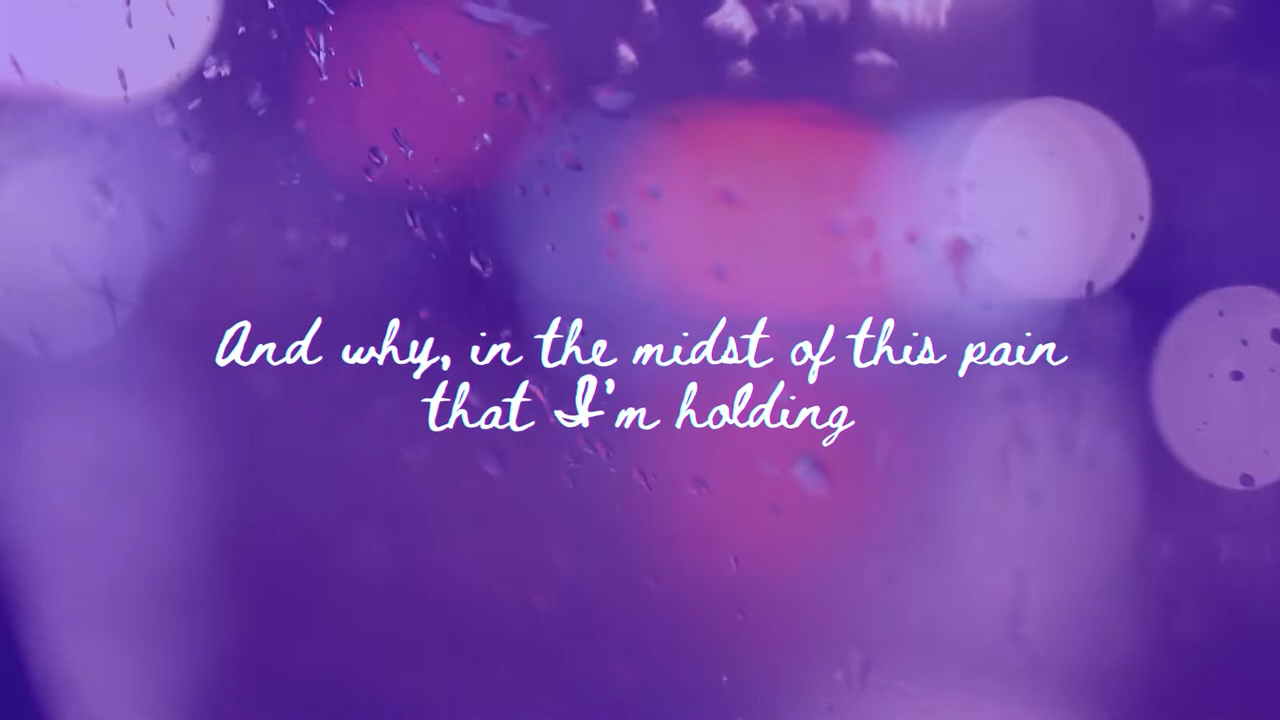 And why, in the midst of this pain
that I'm holding